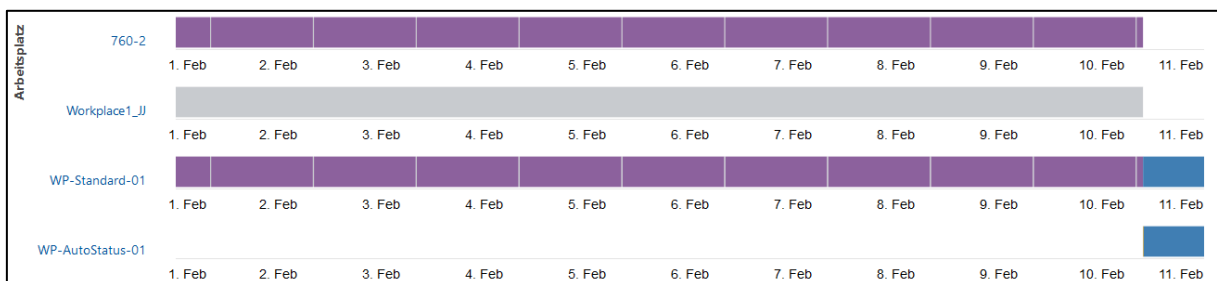 Arbeitsplatz
760-2
1. Feb 2. Feb 3. Feb 4. Feb 5. Feb 6. Feb 7. Feb 8. Feb 9. Feb 10. Feb 11. Feb
Workplace1_JJ
1. Feb 2. Feb 3. Feb 4. Feb 5. Feb 6. Feb 7. Feb 8. Feb 9. Feb 10. Feb 11. Feb
WP-Standard-01
1. Feb 2. Feb 3. Feb 4. Feb 5. Feb 6. Feb 7. Feb 8. Feb 9. Feb 10. Feb 11. Feb
WP-AutoStatus-01
1. Feb 2. Feb 3. Feb 4. Feb 5. Feb 6. Feb 7. Feb 8. Feb 9. Feb 10. Feb 11. Feb